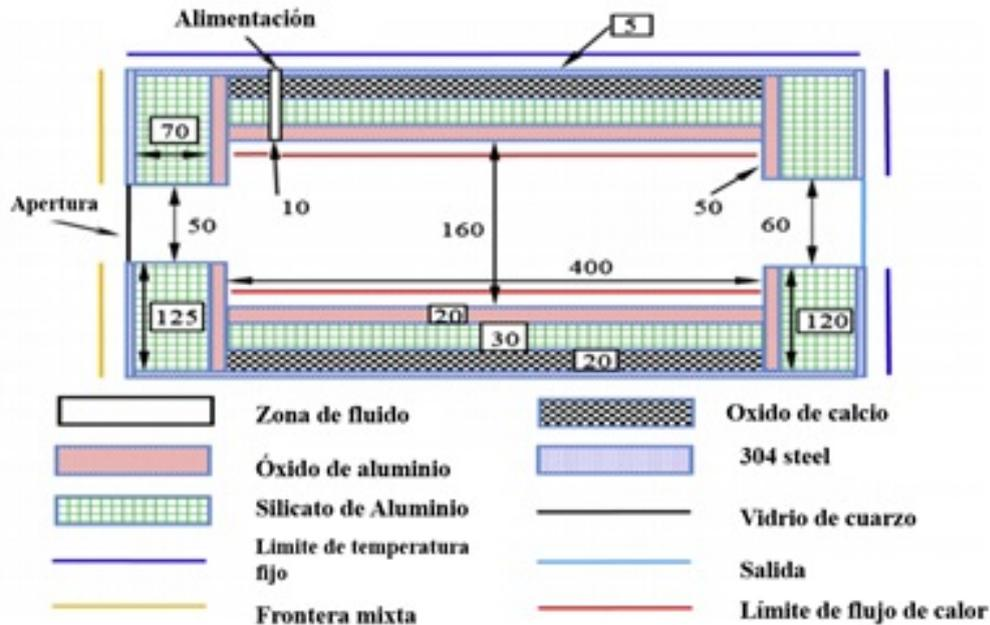 Alimentación
5
70
Apertura
50
10
160
50
60
400
125
20
30
20
120
Zona de fluido
Oxido de calcio
Óxido de aluminio
304 steel
Silicato de Aluminio
Vidrio de cuarzo
Límite de temperatura
fijo
Salida
Frontera mixta
Límite de flujo de calor